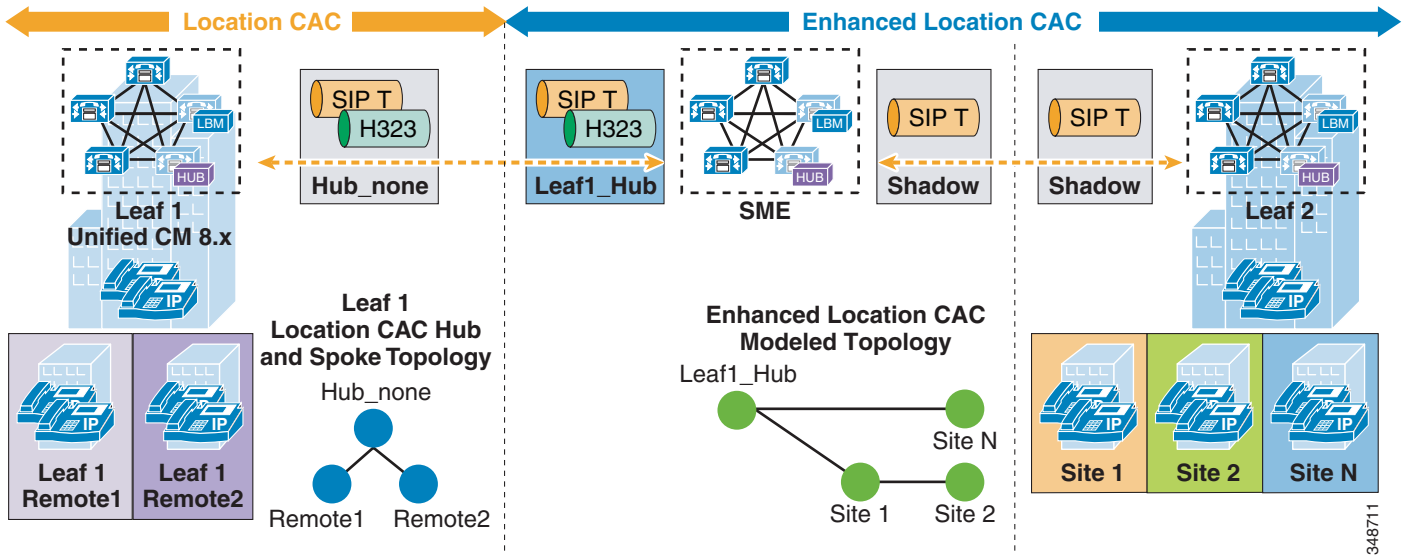 Location CAC
Enhanced Location CAC
LBM
HUB
Leaf 1
Unified CM 8.x
SIP T
H323
Hub_none
SIP T
H323
Leaf1_Hub
LBM
HUB
SME
SIP T
Shadow
SIP T
Shadow
LBM
HUB
Leaf 2
IP
IP
IP
Leaf 1
Remote1
IP
Leaf 1
Remote2
Leaf 1
Location CAC Hub
and Spoke Topology
Hub_none
Remote1
Remote2
Enhanced Location CAC
Modeled Topology
Leaf1_Hub
Site N
Site 1
Site 2
IP
Site 1
IP
Site 2
IP
Site N
348711